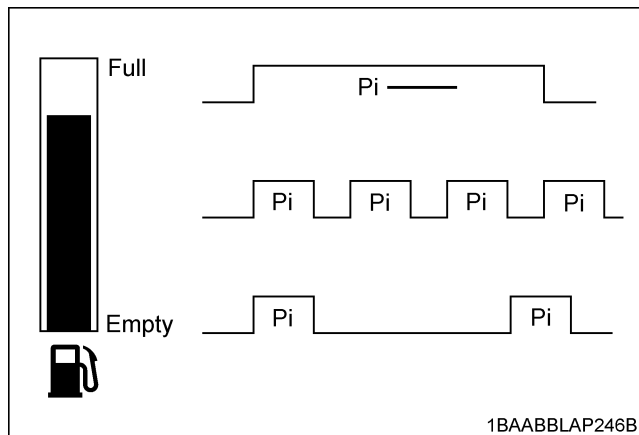 Full
Pi
Pi Pi Pi Pi
Empty
Pi Pi
1BAABBLAP246B